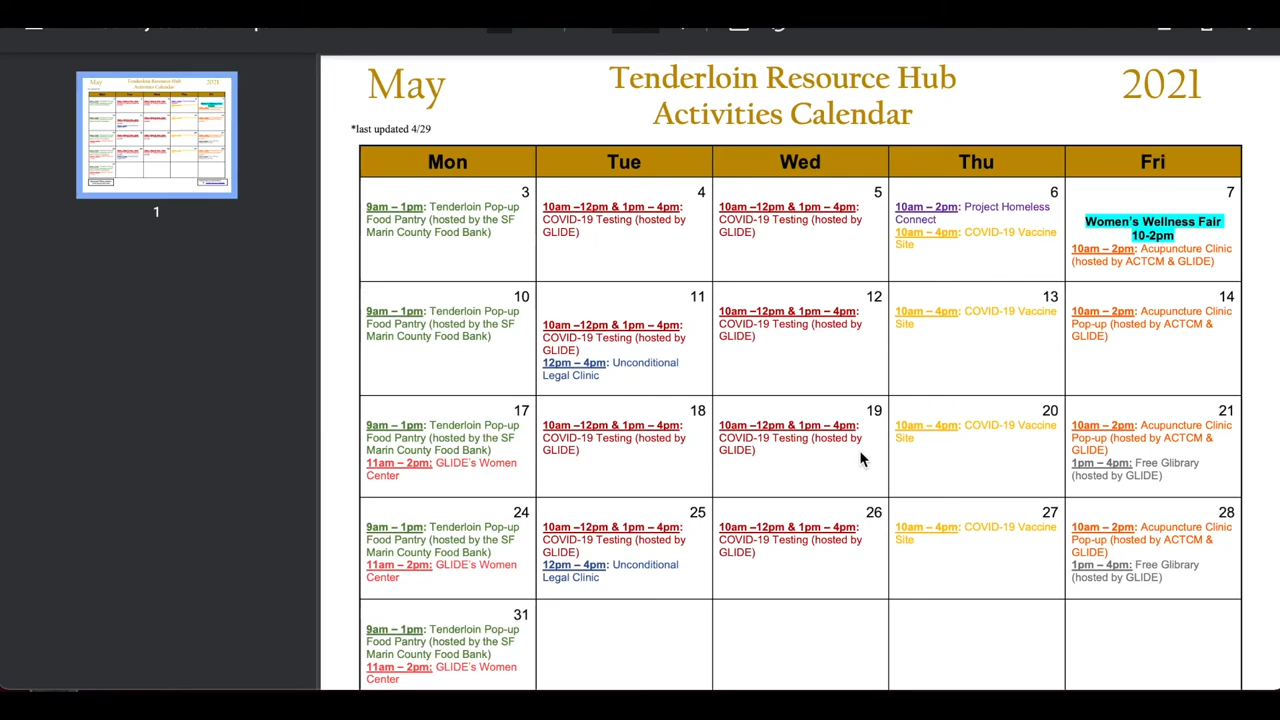 May
Tenderloin Resource Hub
Activities Calendar
2021
*last updated 4/29
Mon
Tue
Wed
Thu
Fri
3
9am – 1pm: Tenderloin Pop-up
Food Pantry (hosted by the SF
Marin County Food Bank)
4
10am –12pm & 1pm – 4pm:
COVID-19 Testing (hosted by
GLIDE)
5
10am –12pm & 1pm – 4pm:
COVID-19 Testing (hosted by
GLIDE)
6
10am – 2pm: Project Homeless
Connect
10am – 4pm: COVID-19 Vaccine
Site
7
Women's Wellness Fair
10-2pm
10am – 2pm: Acupuncture Clinic
(hosted by ACTCM & GLIDE)
10
9am – 1pm: Tenderloin Pop-up
Food Pantry (hosted by the SF
Marin County Food Bank)
11
10am –12pm & 1pm – 4pm:
COVID-19 Testing (hosted by
GLIDE)
12pm – 4pm: Unconditional
Legal Clinic
12
10am –12pm & 1pm – 4pm:
COVID-19 Testing (hosted by
GLIDE)
13
10am – 4pm: COVID-19 Vaccine
Site
14
10am – 2pm: Acupuncture Clinic
Pop-up (hosted by ACTCM &
GLIDE)
17
9am – 1pm: Tenderloin Pop-up
Food Pantry (hosted by the SF
Marin County Food Bank)
11am – 2pm: GLIDE's Women
Center
18
10am –12pm & 1pm – 4pm:
COVID-19 Testing (hosted by
GLIDE)
19
10am –12pm & 1pm – 4pm:
COVID-19 Testing (hosted by
GLIDE)
20
10am – 4pm: COVID-19 Vaccine
Site
21
10am – 2pm: Acupuncture Clinic
Pop-up (hosted by ACTCM &
GLIDE)
1pm – 4pm: Free Glibrary
(hosted by GLIDE)
24
9am – 1pm: Tenderloin Pop-up
Food Pantry (hosted by the SF
Marin County Food Bank)
11am – 2pm: GLIDE's Women
Center
25
10am –12pm & 1pm – 4pm:
COVID-19 Testing (hosted by
GLIDE)
12pm – 4pm: Unconditional
Legal Clinic
26
10am –12pm & 1pm – 4pm:
COVID-19 Testing (hosted by
GLIDE)
27
10am – 4pm: COVID-19 Vaccine
Site
28
10am – 2pm: Acupuncture Clinic
Pop-up (hosted by ACTCM &
GLIDE)
1pm – 4pm: Free Glibrary
(hosted by GLIDE)
31
9am – 1pm: Tenderloin Pop-up
Food Pantry (hosted by the SF
Marin County Food Bank)
11am – 2pm: GLIDE's Women
Center
1